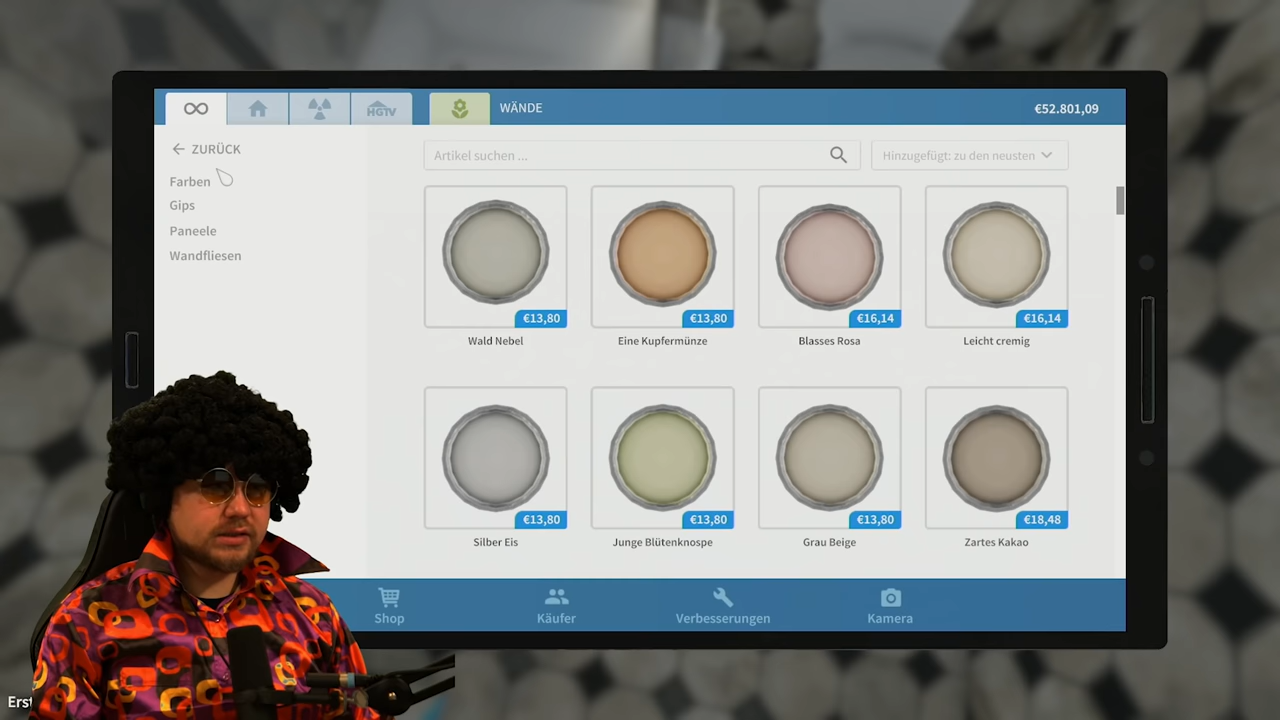 HGTV
WÄNDE
€52.801,09
ZURÜCK
Artikel suchen ...
Hinzugefügt: zu den neusten
Farben
Gips
Paneele
Wandfliesen
€13,80
€13,80
€16,14
€16,14
Wald Nebel
Eine Kupfermünze
Blasses Rosa
Leicht cremig
€13,80
€13,80
€13,80
€18,48
Silber Eis
Junge Blütenknospe
Grau Beige
Zartes Kakao
Shop
Käufer
Verbesserungen
Kamera